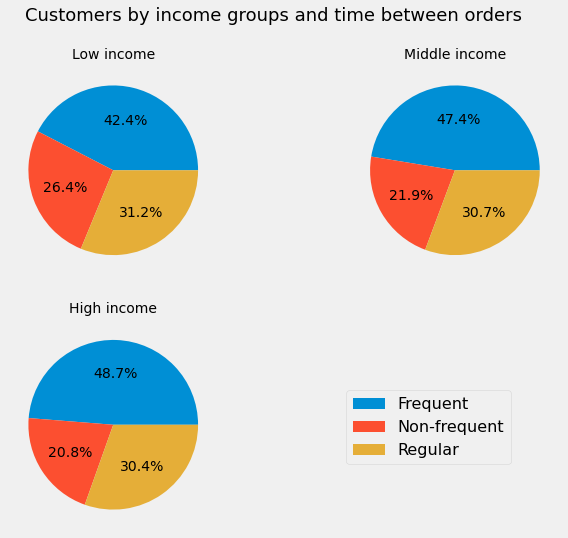 Customers by income groups and time between orders
Low income
42.4%
26.4%
31.2%
Middle income
47.4%
21.9%
30.7%
High income
48.7%
20.8%
30.4%
Frequent
Non-frequent
Regular